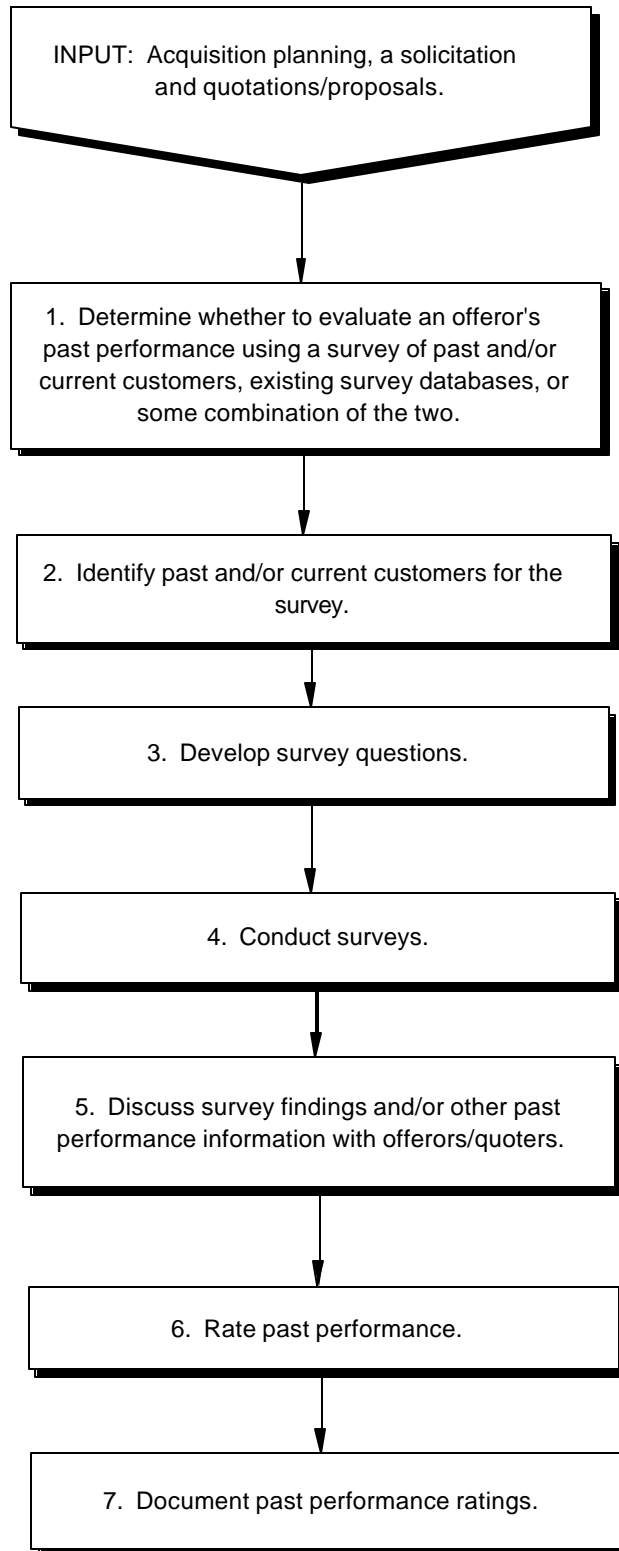 INPUT:  Acquisition planning, a solicitation
and quotations/proposals.
1.  Determine whether to evaluate an offeror's
past performance using a survey of past and/or
current customers, existing survey databases, or
some combination of the two.
2.  Identify past and/or current customers for the
survey.
3.  Develop survey questions.
4.  Conduct surveys.
5.  Discuss survey findings and/or other past
performance information with offerors/quoters.
6.  Rate past performance.
7.  Document past performance ratings.